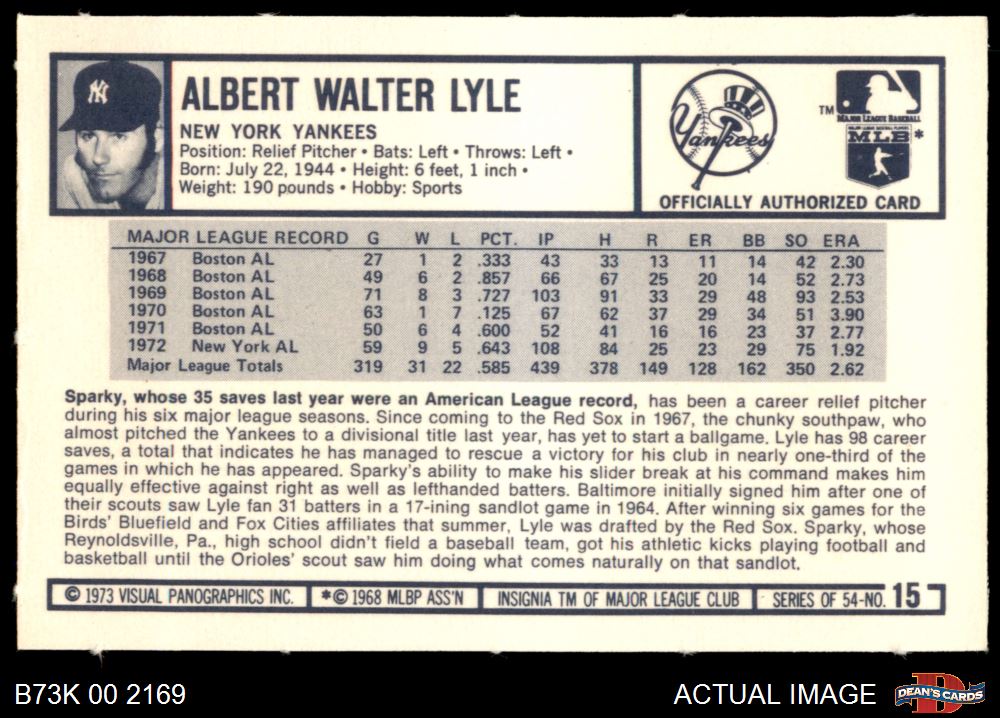 NY
ALBERT WALTER LYLE
NEW YORK YANKEES
Position: Relief Pitcher • Bats: Left • Throws: Left •
Born: July 22, 1944 • Height: 6 feet, 1 inch •
Weight: 190 pounds • Hobby: Sports
Yankees
TM
MAJOR LEAGUE BASEBALL
MAJOR LEAGUE BASEBALL PLAYERS
MLB *
OFFICIALLY AUTHORIZED CARD
MAJOR LEAGUE RECORD G W L PCT. IP H R ER BB SO ERA
1967 Boston AL 27 1 2 .333 43 33 13 11 14 42 2.30
1968 Boston AL 49 6 2 .857 66 67 25 20 14 52 2.73
1969 Boston AL 71 8 3 .727 103 91 33 29 48 93 2.53
1970 Boston AL 63 1 7 .125 67 62 37 29 34 51 3.90
1971 Boston AL 50 6 4 .600 52 41 16 16 23 37 2.77
1972 New York AL 59 9 5 .643 108 84 25 23 29 75 1.92
Major League Totals 319 31 22 .585 439 378 149 128 162 350 2.62
Sparky, whose 35 saves last year were an American League record, has been a career relief pitcher
during his six major league seasons. Since coming to the Red Sox in 1967, the chunky southpaw, who
almost pitched the Yankees to a divisional title last year, has yet to start a ballgame. Lyle has 98 career
saves, a total that indicates he has managed to rescue a victory for his club in nearly one-third of the
games in which he has appeared. Sparky's ability to make his slider break at his command makes him
equally effective against right as well as lefthanded batters. Baltimore initially signed him after one of
their scouts saw Lyle fan 31 batters in a 17-ining sandlot game in 1964. After winning six games for the
Birds' Bluefield and Fox Cities affiliates that summer, Lyle was drafted by the Red Sox. Sparky, whose
Reynoldsville, Pa., high school didn't field a baseball team, got his athletic kicks playing football and
basketball until the Orioles' scout saw him doing what comes naturally on that sandlot.
© 1973 VISUAL PANOGRAPHICS INC. *© 1968 MLBP ASS'N INSIGNIA TM OF MAJOR LEAGUE CLUB SERIES OF 54-NO. 15
B73K 00 2169
ACTUAL IMAGE
D
DEAN'S CARDS